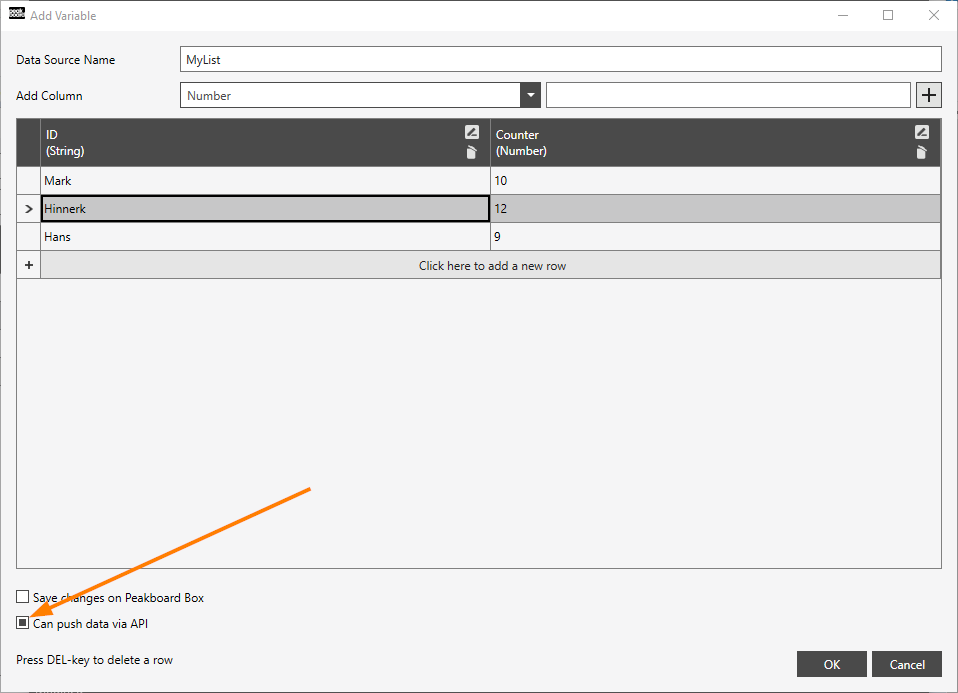 peak
board
Add Variable
Data Source Name
MyList
Add Column
Number
+
ID
(String)
Counter
(Number)
Mark
10
> Hinnerk
12
Hans
9
+ Click here to add a new row
Save changes on Peakboard Box
Can push data via API
Press DEL-key to delete a row
OK
Cancel